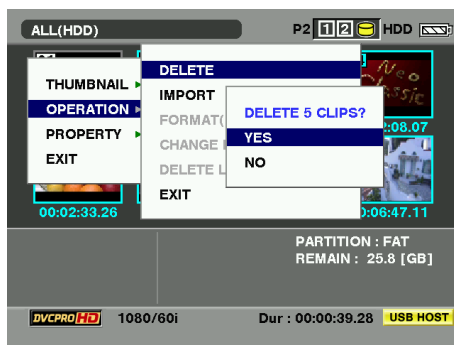 ALL(HDD)
P2 1 2 HDD
THUMBNAIL
OPERATION
PROPERTY
EXIT
DELETE
IMPORT
FORMAT(
CHANGE
DELETE L
EXIT
DELETE 5 CLIPS?
YES
NO
Neo
ssic
:08.07
00:02:33.26
:06:47.11
PARTITION : FAT
REMAIN : 25.8 [GB]
DVCPRO HD 1080/60i Dur : 00:00:39.28 USB HOST